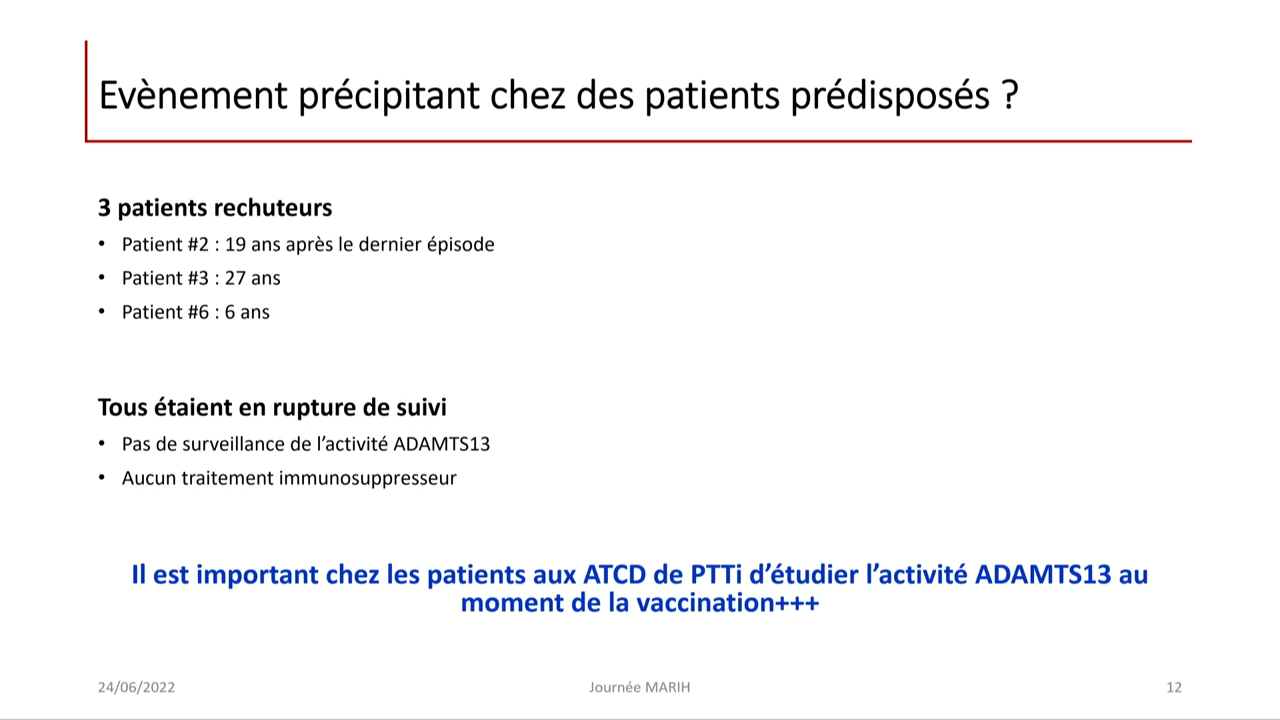 Evènement précipitant chez des patients prédisposés ?
3 patients rechuteurs
• Patient #2 : 19 ans après le dernier épisode
• Patient #3 : 27 ans
• Patient #6 : 6 ans
Tous étaient en rupture de suivi
• Pas de surveillance de l’activité ADAMTS13
• Aucun traitement immunosuppresseur
Il est important chez les patients aux ATCD de PTTi d’étudier l’activité ADAMTS13 au
moment de la vaccination+++
24/06/2022
Journée MARIH
12